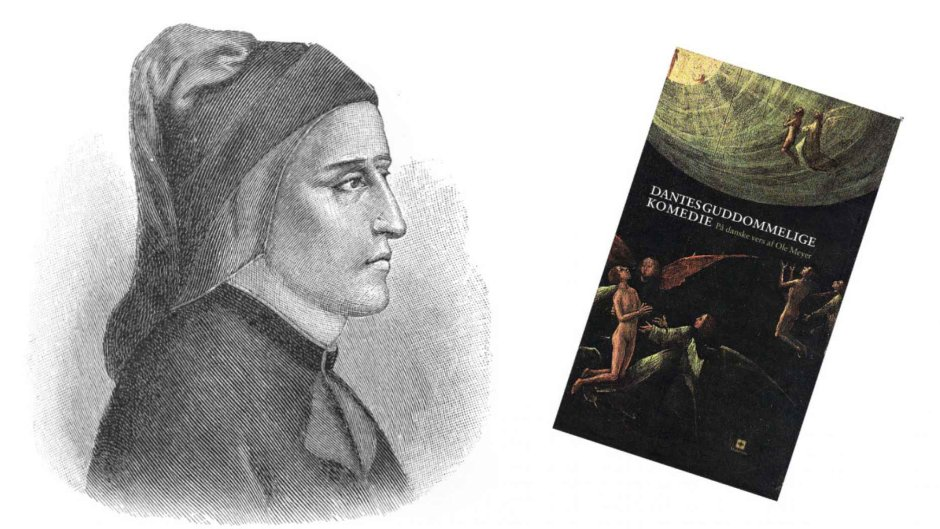 DANTES GUDDOMMELIGE
KOMEDIE På danske vers af Ole Meyer